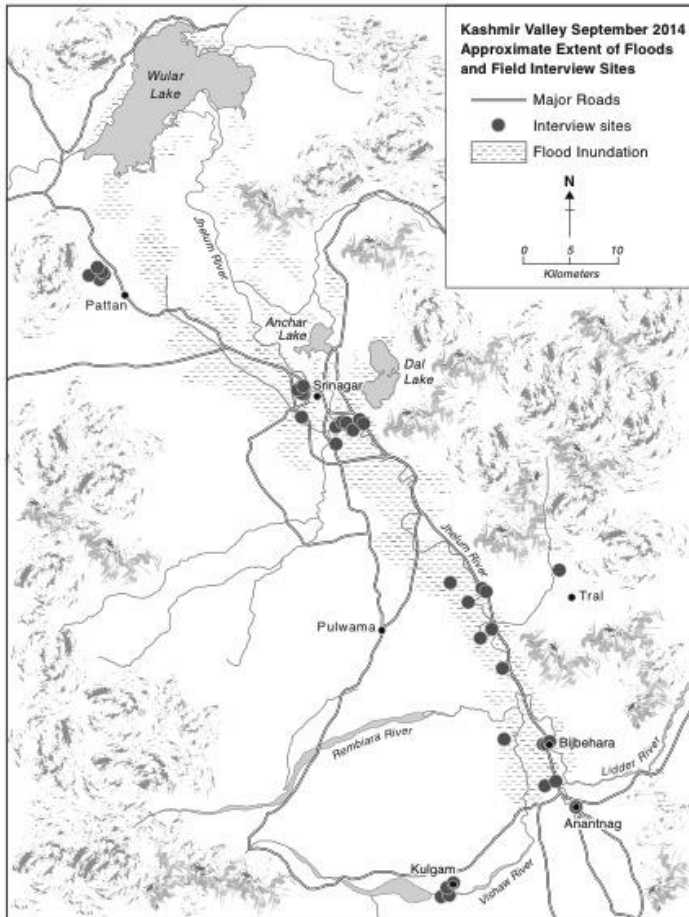 Kashmir Valley September 2014
Approximate Extent of Floods
and Field Interview Sites
Major Roads
Interview sites
Flood Inundation
N
0 5 10
Kilometers
Wular
Lake
Jhelum River
Pattan
Anchar
Lake
Dal
Lake
Srinagar
Jhelum River
Tral
Pulwama
Rembiara River
Bijbehara
Lidder River
Anantnag
Kulgam
Vishaw River